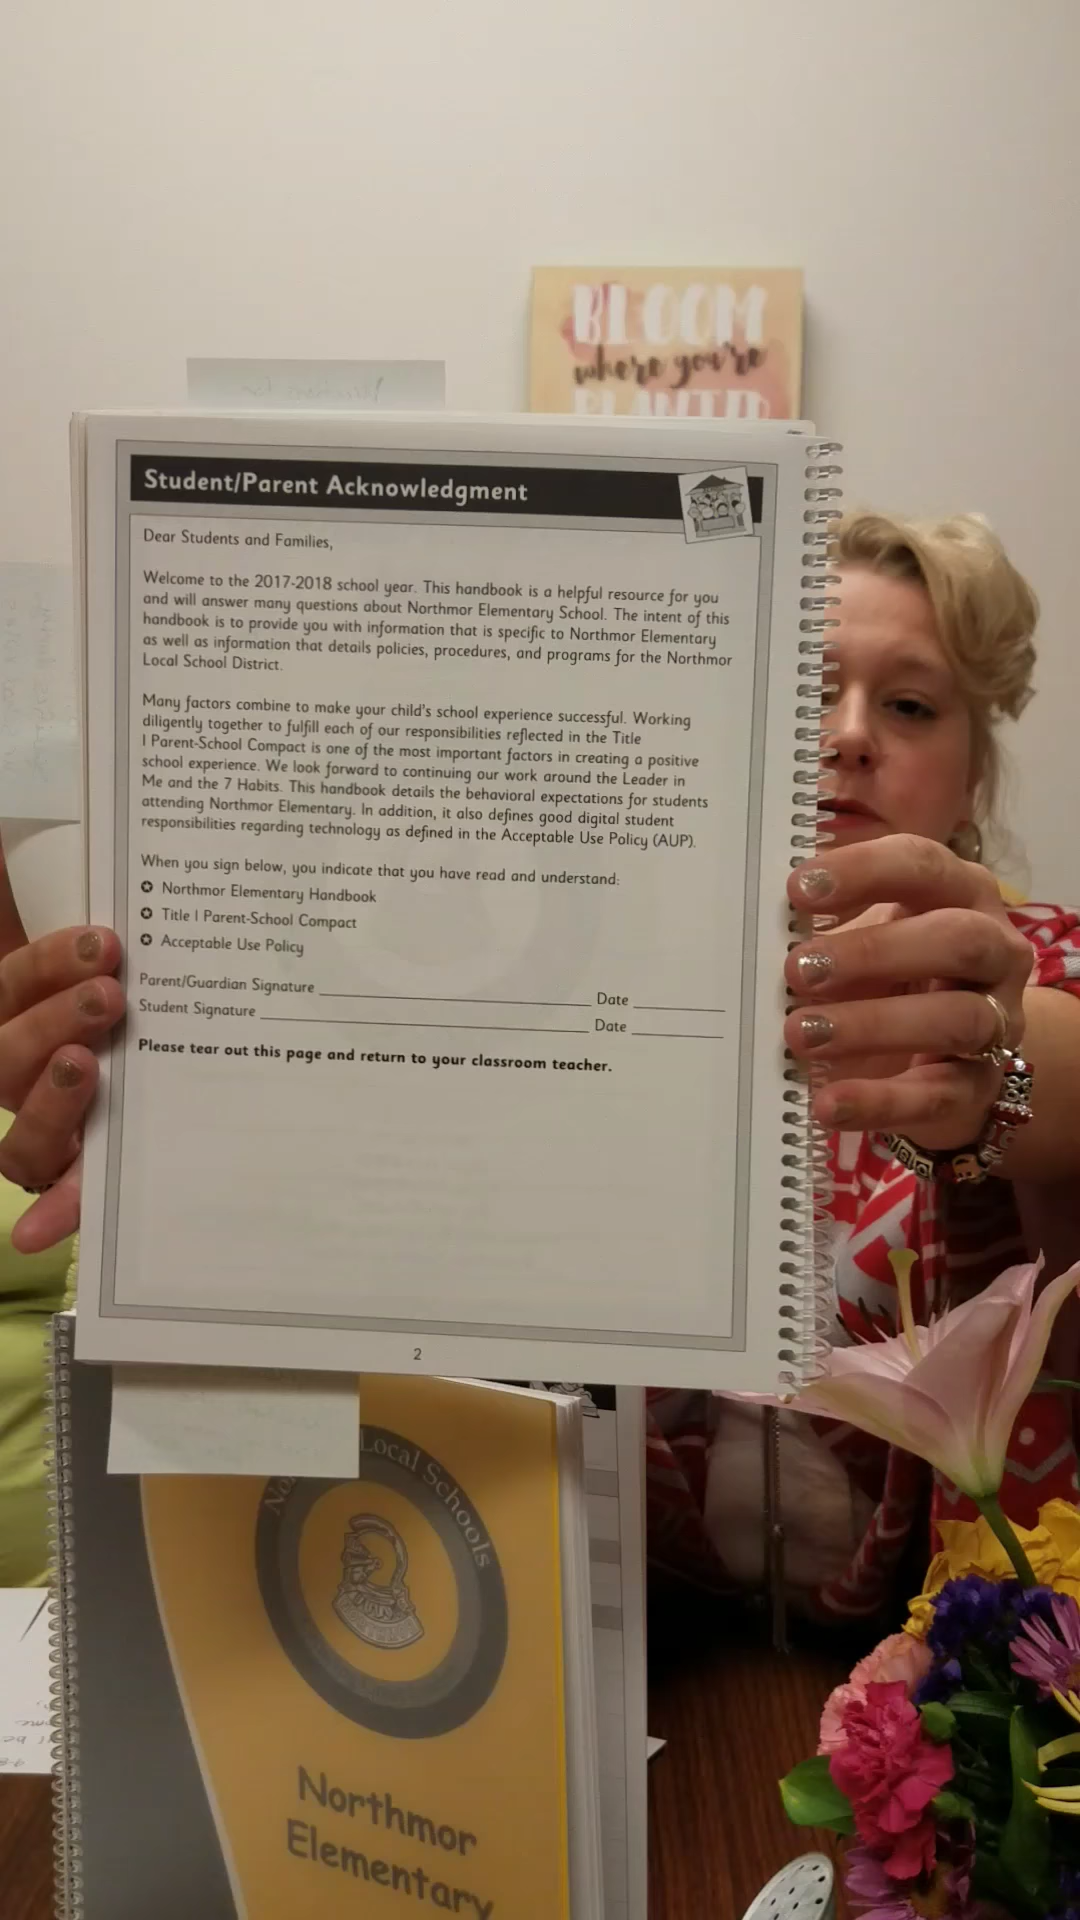 BLOOM
where you're
PLANTED
Student/Parent Acknowledgment
Dear Students and Families,
Welcome to the 2017-2018 school year. This handbook is a helpful resource for you
and will answer many questions about Northmor Elementary School. The intent of this
handbook is to provide you with information that is specific to Northmor Elementary
as well as information that details policies, procedures, and programs for the Northmor
Local School District.
Many factors combine to make your child's school experience successful. Working
diligently together to fulfill each of our responsibilities reflected in the Title
I Parent-School Compact is one of the most important factors in creating a positive
school experience. We look forward to continuing our work around the Leader in
Me and the 7 Habits. This handbook details the behavioral expectations for students
attending Northmor Elementary. In addition, it also defines good digital student
responsibilities regarding technology as defined in the Acceptable Use Policy (AUP).
When you sign below, you indicate that you have read and understand:
✪ Northmor Elementary Handbook
✪ Title I Parent-School Compact
✪ Acceptable Use Policy
Parent/Guardian Signature ____ Date ____
Student Signature ____ Date ____
Please tear out this page and return to your classroom teacher.
2
Local Schools
Northmor
Elementary